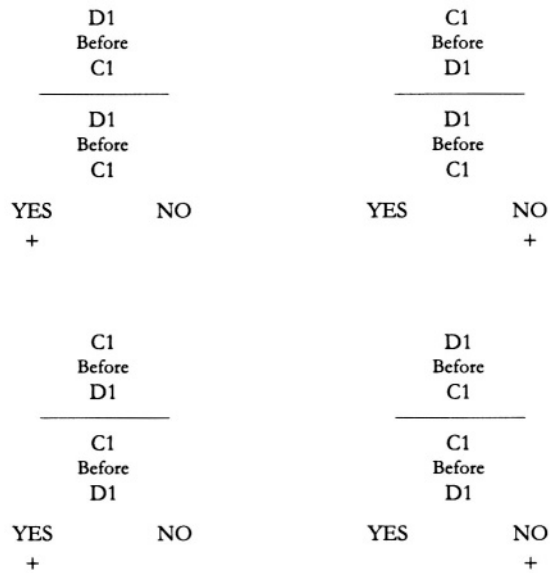 D1
Before
C1
D1
Before
C1
YES NO
+
C1
Before
D1
D1
Before
C1
YES NO
+
C1
Before
D1
C1
Before
D1
YES NO
+
D1
Before
C1
C1
Before
D1
YES NO
+